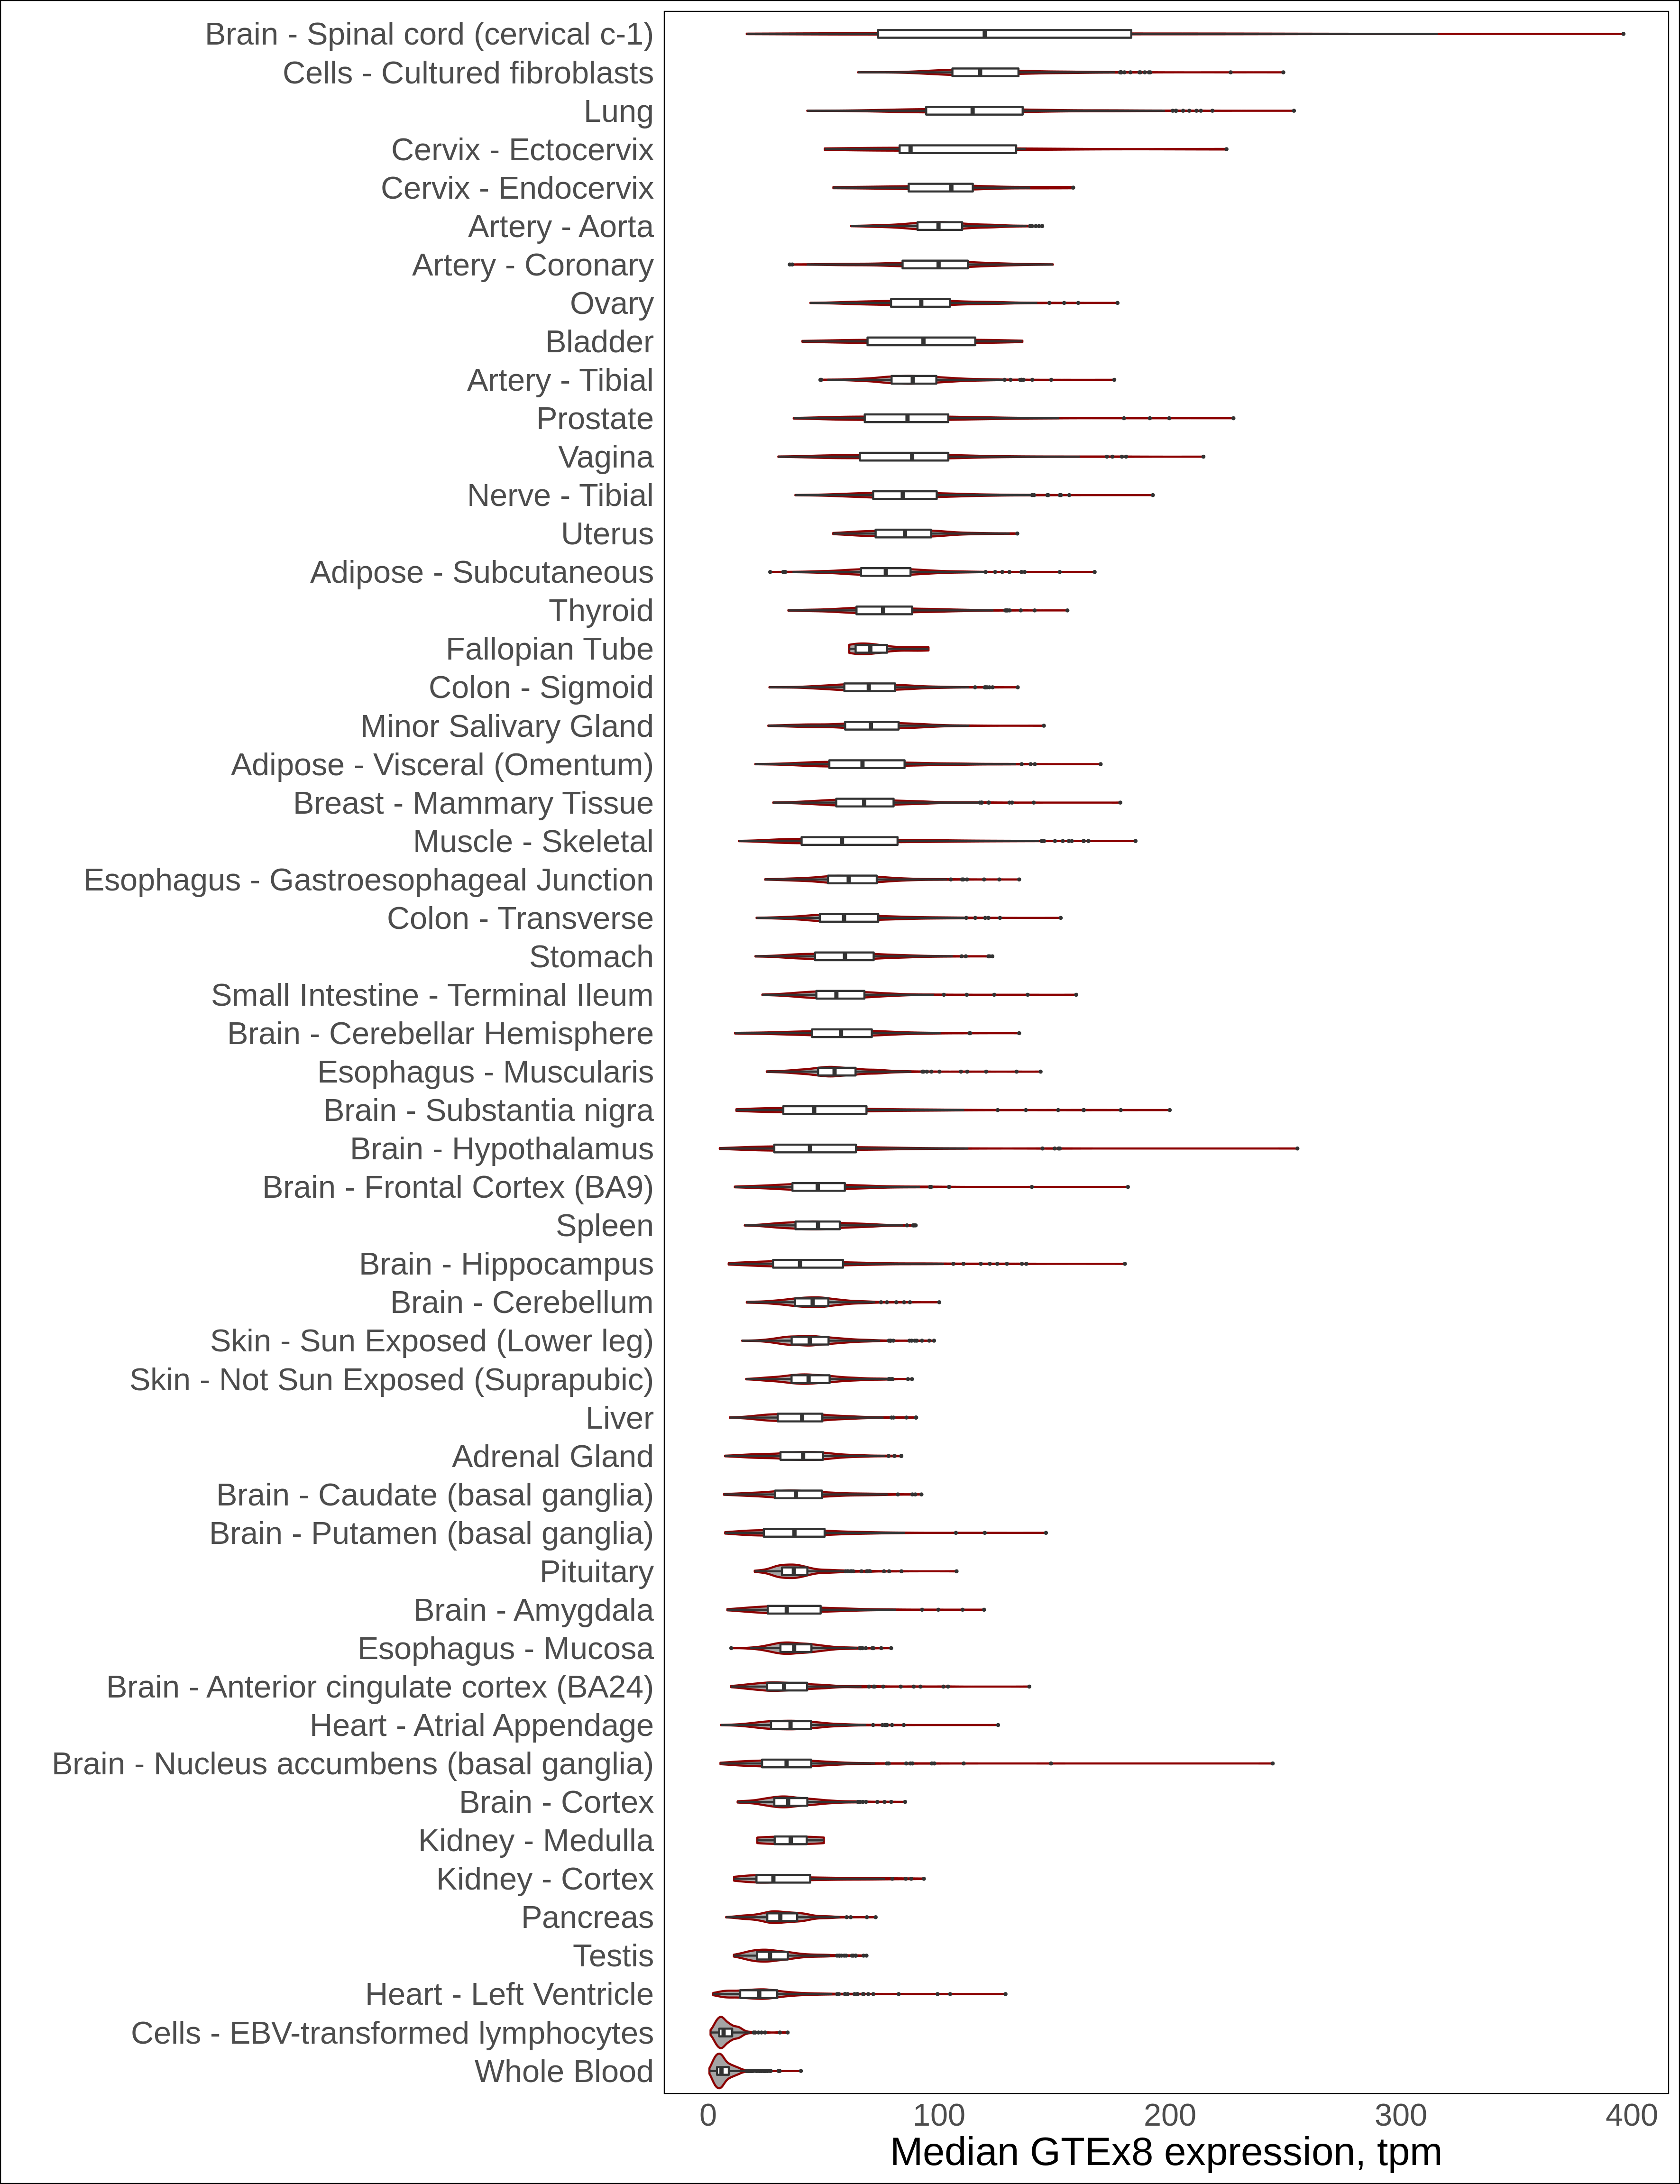 Brain - Spinal cord (cervical c-1)
Cells - Cultured fibroblasts
Lung
Cervix - Ectocervix
Cervix - Endocervix
Artery - Aorta
Artery - Coronary
Ovary
Bladder
Artery - Tibial
Prostate
Vagina
Nerve - Tibial
Uterus
Adipose - Subcutaneous
Thyroid
Fallopian Tube
Colon - Sigmoid
Minor Salivary Gland
Adipose - Visceral (Omentum)
Breast - Mammary Tissue
Muscle - Skeletal
Esophagus - Gastroesophageal Junction
Colon - Transverse
Stomach
Small Intestine - Terminal Ileum
Brain - Cerebellar Hemisphere
Esophagus - Muscularis
Brain - Substantia nigra
Brain - Hypothalamus
Brain - Frontal Cortex (BA9)
Spleen
Brain - Hippocampus
Brain - Cerebellum
Skin - Sun Exposed (Lower leg)
Skin - Not Sun Exposed (Suprapubic)
Liver
Adrenal Gland
Brain - Caudate (basal ganglia)
Brain - Putamen (basal ganglia)
Pituitary
Brain - Amygdala
Esophagus - Mucosa
Brain - Anterior cingulate cortex (BA24)
Heart - Atrial Appendage
Brain - Nucleus accumbens (basal ganglia)
Brain - Cortex
Kidney - Medulla
Kidney - Cortex
Pancreas
Testis
Heart - Left Ventricle
Cells - EBV-transformed lymphocytes
Whole Blood
0 100 200 300 400
Median GTEx8 expression, tpm